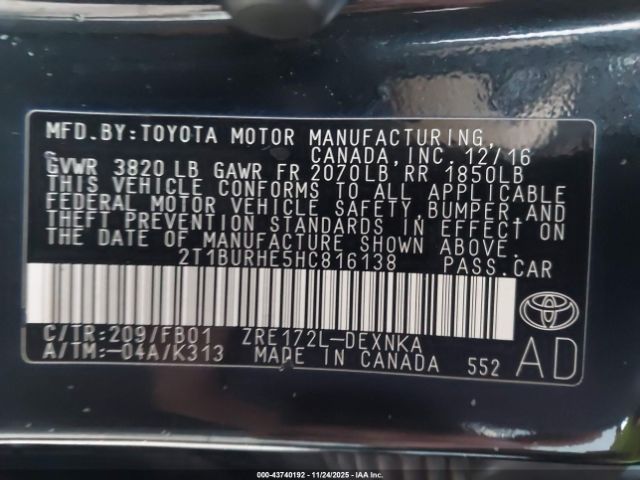 MFD.BY:TOYOTA MOTOR MANUFACTURING,
CANADA,INC. 12/16
GVWR 3820 LB GAWR FR 2070LB RR 1850LB
THIS VEHICLE CONFORMS TO ALL APPLICABLE
FEDERAL MOTOR VEHICLE SAFETY,BUMPER,AND
THEFT PREVENTION STANDARDS IN EFFECT ON
THE DATE OF MANUFACTURE SHOWN ABOVE.
2T1BURHE5HC816138 PASS.CAR
C/TR:209/FB01 ZRE172L-DEXNKA
A/TM:-04A/K313 MADE IN CANADA 552
AD
000-43740192 - 11/24/2025 - IAA Inc.